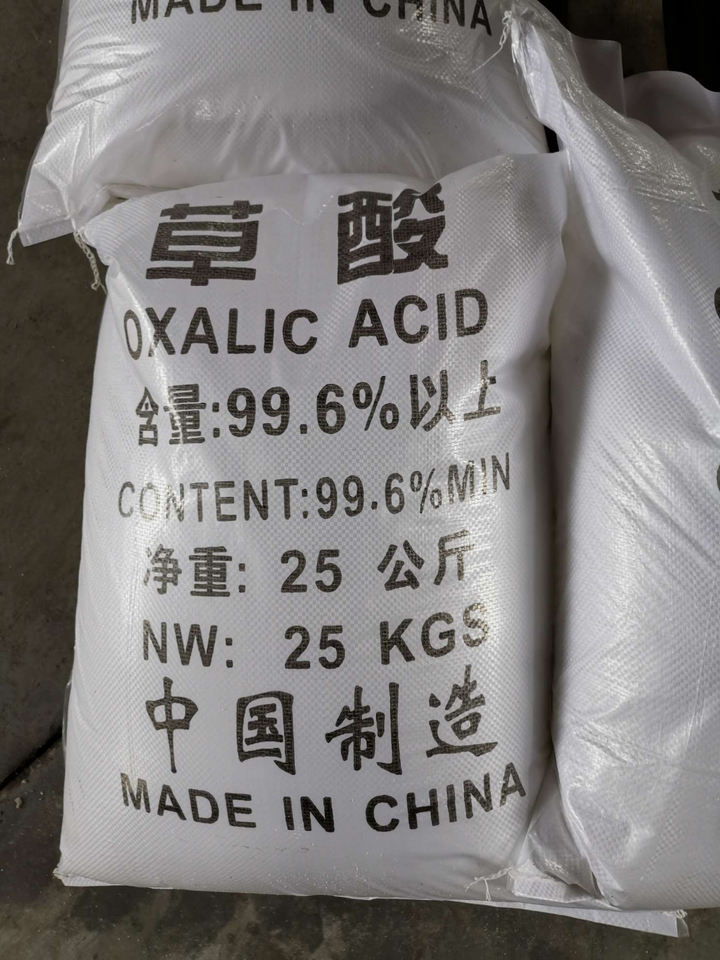 MADE IN CHINA
草酸
OXALIC ACID
含量:99.6%以上
CONTENT:99.6%MIN
净重: 25 公斤
NW: 25 KGS
中国制造
MADE IN CHINA